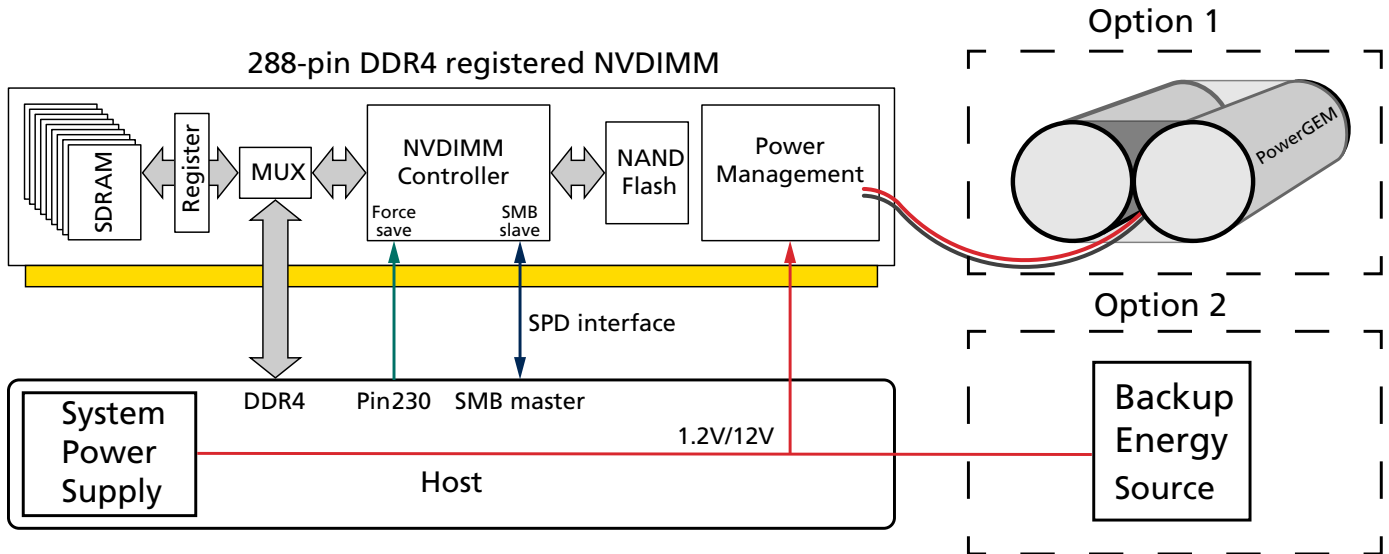 Option 1
288-pin DDR4 registered NVDIMM
SDRAM
Register
MUX
NVDIMM
Controller
Force
save
SMB
slave
NAND
Flash
Power
Management
PowerGEM
SPD interface
Option 2
DDR4
Pin230
SMB master
System
Power
Supply
1.2V/12V
Host
Backup
Energy
Source